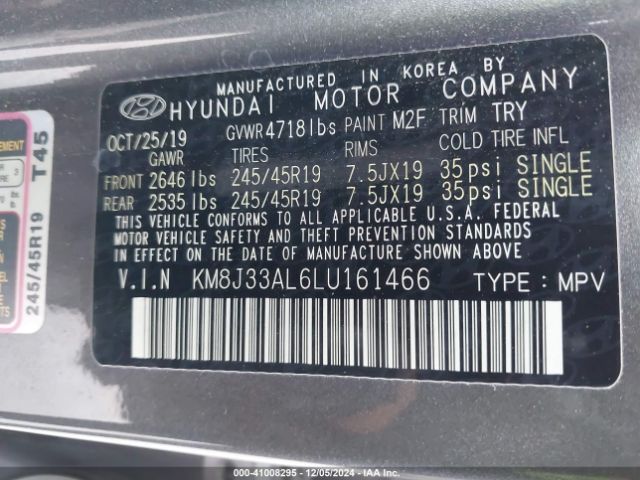 MANUFACTURED IN KOREA BY
HYUNDAI MOTOR COMPANY
OCT/25/19 GVWR 4718lbs PAINT M2F TRIM TRY
GAWR TIRES RIMS COLD TIRE INFL
FRONT 2646 lbs 245/45R19 7.5JX19 35psi SINGLE
REAR 2535 lbs 245/45R19 7.5JX19 35psi SINGLE
THIS VEHICLE CONFORMS TO ALL APPLICABLE U.S.A. FEDERAL
MOTOR VEHICLE SAFETY AND THEFT PREVENTION STANDARDS
IN EFFECT ON THE DATE OF MANUFACTURE SHOWN ABOVE.
V.I.N KM8J33AL6LU161466 TYPE : MPV
T45
245/45R19
000-41008295 - 12/05/2024 - IAA, Inc.